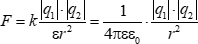 F = k |q₁|·|q₂| / εr² = 1 / 4πεε₀ · |q₁|·|q₂| / r²